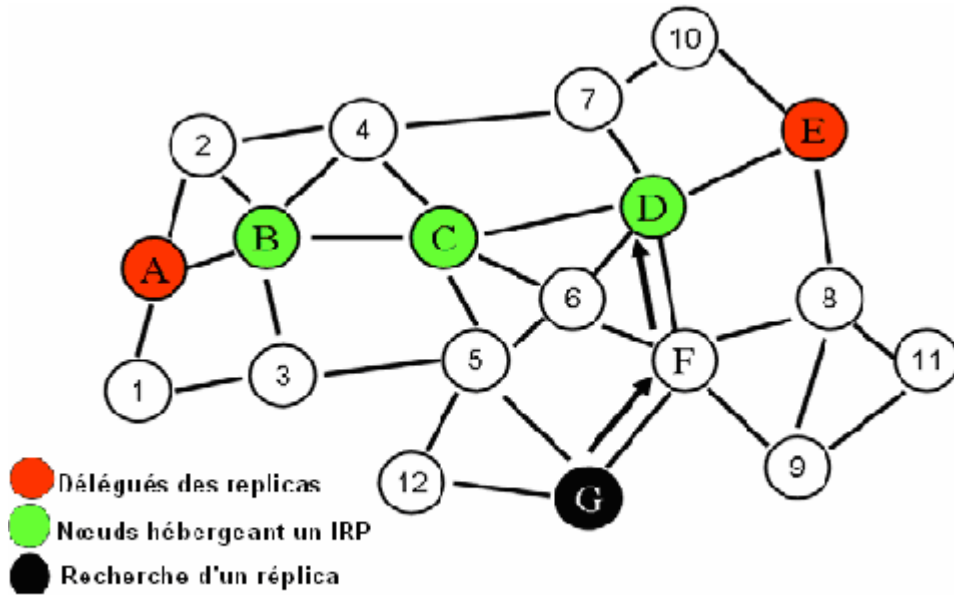 10
7
4
E
2
D
B
C
A
6
8
5
F
11
3
1
9
12
G
Délégués des replicas
Nœuds hébergeant un IRP
Recherche d'un réplica